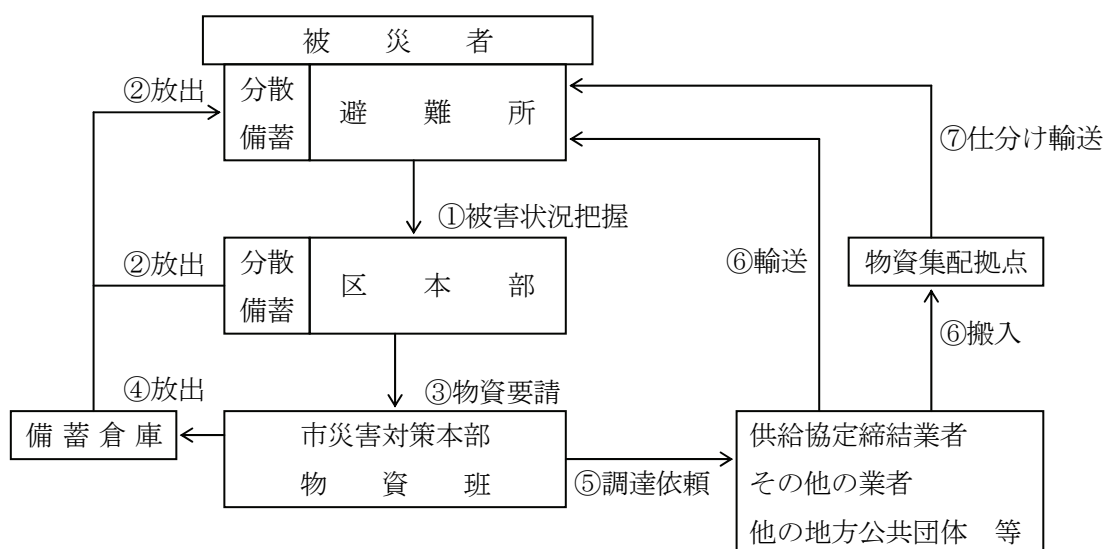 被　災　者
②放出
分散
備蓄
避　難　所
⑦仕分け輸送
①被害状況把握
②放出
分散
備蓄
区　本　部
⑥輸送
物資集配拠点
⑥搬入
④放出
③物資要請
備蓄倉庫
市災害対策本部
物　資　班
⑤調達依頼
供給協定締結業者
その他の業者
他の地方公共団体　等